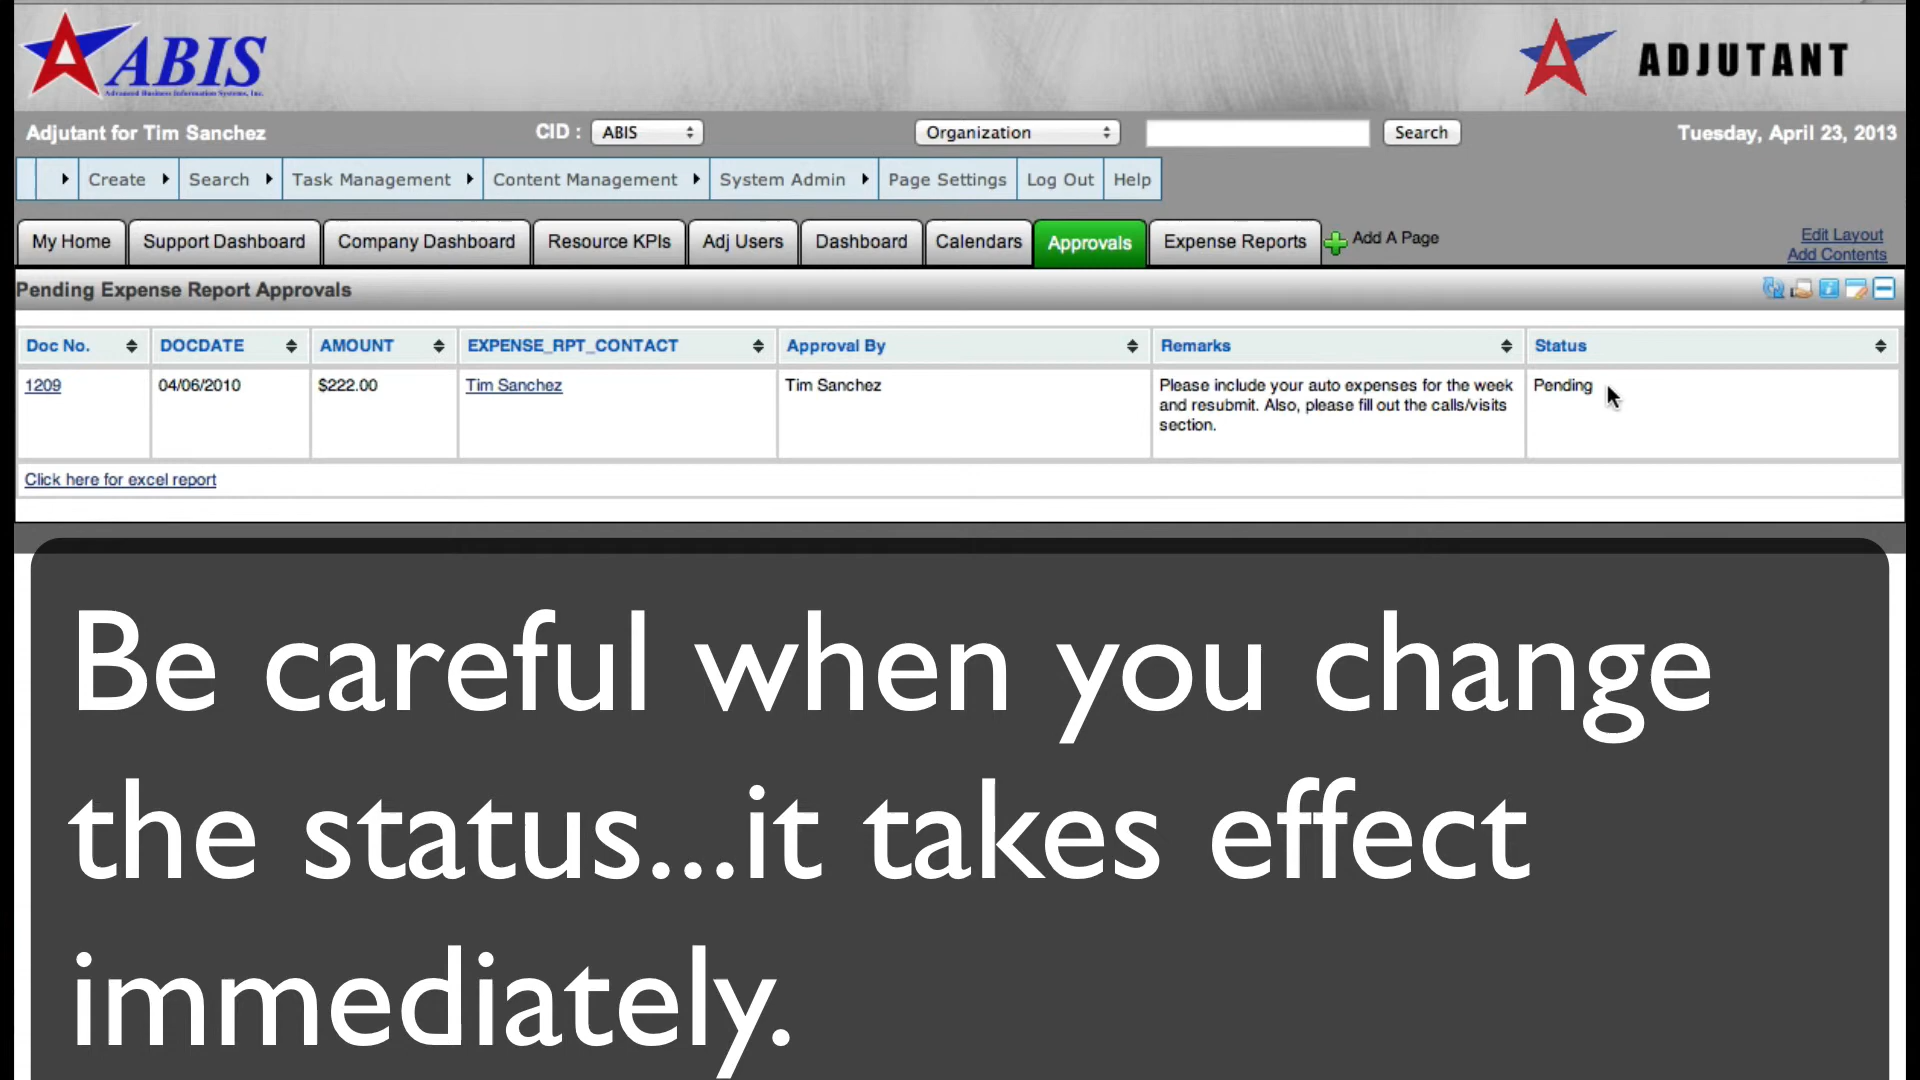 ABIS
Advanced Business Information Systems, Inc.
ADJUTANT
Adjutant for Tim Sanchez CID : ABIS Organization Search Tuesday, April 23, 2013
Create Search Task Management Content Management System Admin Page Settings Log Out Help
My Home Support Dashboard Company Dashboard Resource KPIs Adj Users Dashboard Calendars Approvals Expense Reports Add A Page
Edit Layout
Add Contents
Pending Expense Report Approvals
Doc No. DOCDATE AMOUNT EXPENSE_RPT_CONTACT Approval By Remarks Status
1209 04/06/2010 $222.00 Tim Sanchez Tim Sanchez Please include your auto expenses for the week Pending
and resubmit. Also, please fill out the calls/visits
section.
Click here for excel report
Be careful when you change
the status...it takes effect
immediately.